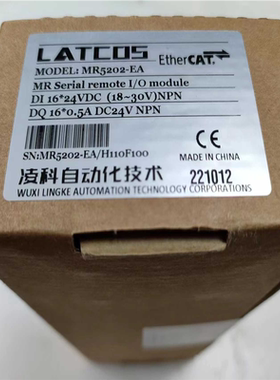 LATCOS
EtherCAT.
MODEL: MR5202-EA
MR Serial remote I/O module
DI 16*24VDC (18~30V)NPN
DQ 16*0.5A DC24V NPN
CE
MADE IN CHINA
SN:MR5202-EA/H110F100
凌科自动化技术
221012
WUXI LINGKE AUTOMATION TECHNOLOGY CORPORATIONS